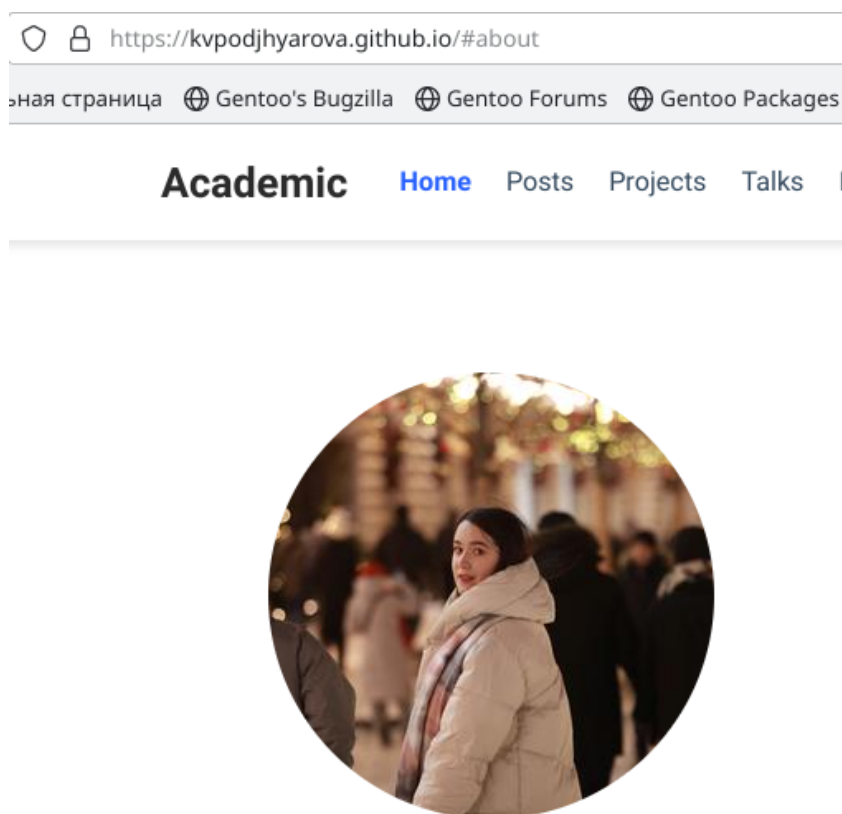 https://kvpodjhyarova.github.io/#about
ьная страница Gentoo's Bugzilla Gentoo Forums Gentoo Packages
Academic Home Posts Projects Talks